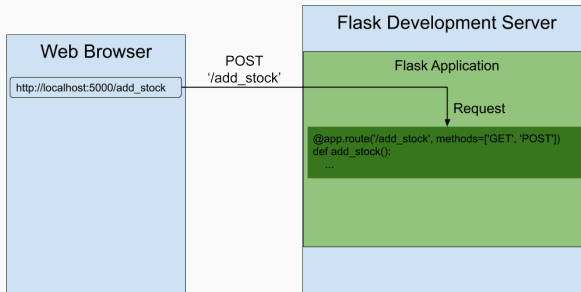 Flask Development Server
Web Browser
POST
'/add_stock'
Flask Application
http://localhost:5000/add_stock
Request
@app.route('/add_stock', methods=['GET', 'POST'])
def add_stock():
...